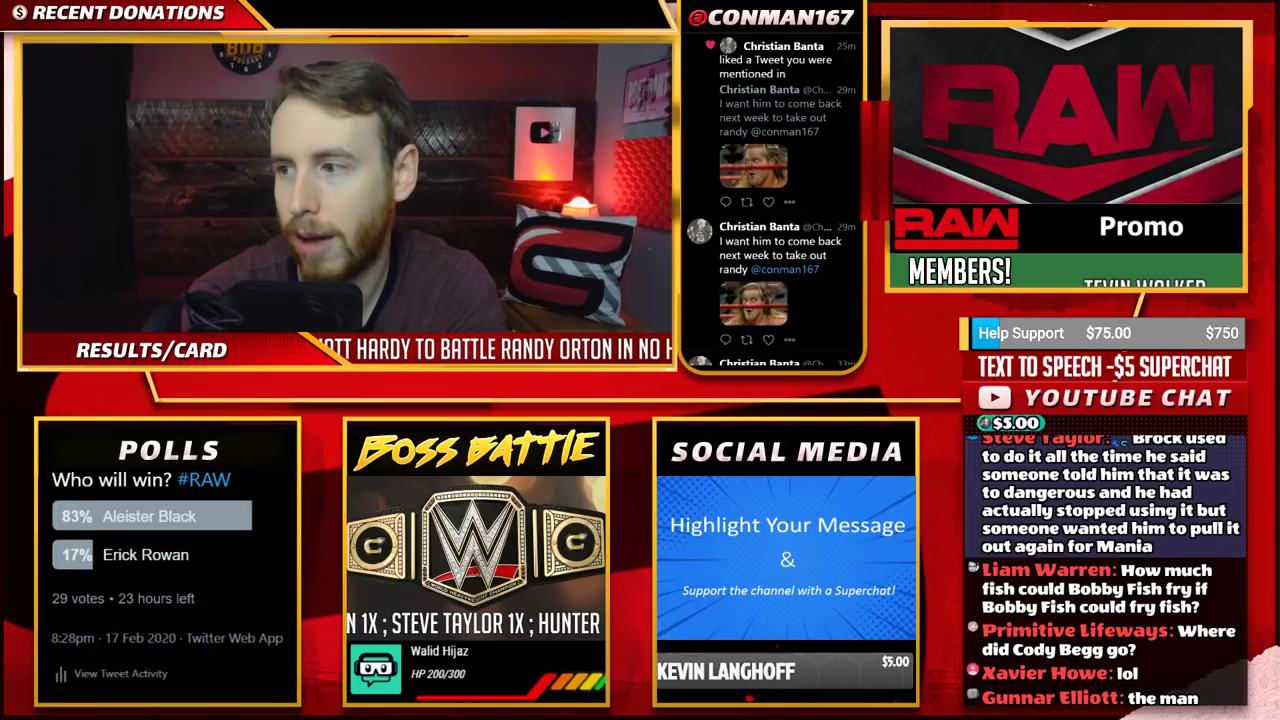 RECENT DONATIONS
RESULTS/CARD
HARDY TO BATTLE RANDY ORTON IN NO
@CONMAN167
Christian Banta 25m
liked a Tweet you were
mentioned in
Christian Banta @Ch... 29m
I want him to come back
next week to take out
randy @conman167
Christian Banta @Ch... 29m
I want him to come back
next week to take out
randy @conman167
Christian Banta @Ch...
RAW
RAW
Promo
MEMBERS!
TEVIN WOLKER
Help Support $75.00 $750
TEXT TO SPEECH -$5 SUPERCHAT
YOUTUBE CHAT
$5.00
Steve Taylor: Brock used
to do it all the time he said
someone told him that it was
to dangerous and he had
actually stopped using it but
someone wanted him to pull it
out again for Mania
Liam Warren: How much
fish could Bobby Fish fry if
Bobby Fish could fry fish?
Primitive Lifeways: Where
did Cody Begg go?
Xavier Howe: lol
Gunnar Elliott: the man
POLLS
Who will win? #RAW
83% Aleister Black
17% Erick Rowan
29 votes • 23 hours left
8:28pm · 17 Feb 2020 · Twitter Web App
View Tweet Activity
BOSS BATTLE
N 1X ; STEVE TAYLOR 1X ; HUNTER
Walid Hijaz
HP 200/300
SOCIAL MEDIA
Highlight Your Message
&
Support the channel with a Superchat!
KEVIN LANGHOFF $5.00